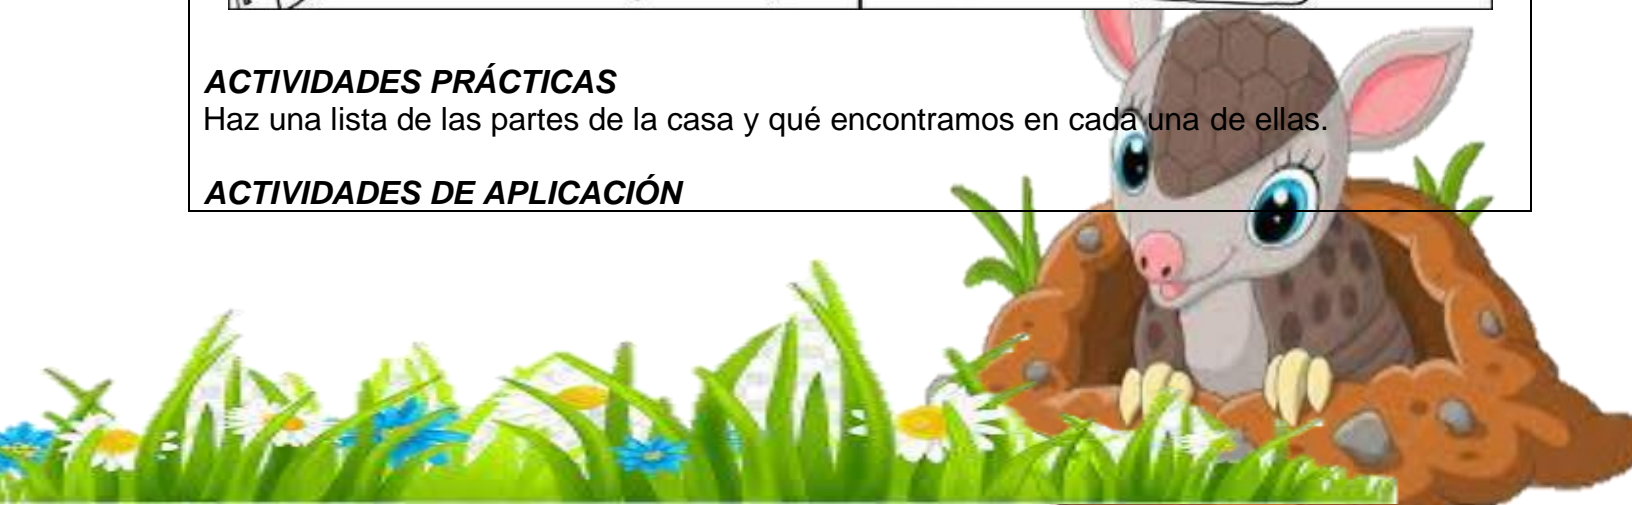 ACTIVIDADES PRÁCTICAS
Haz una lista de las partes de la casa y qué encontramos en cada una de ellas.
ACTIVIDADES DE APLICACIÓN